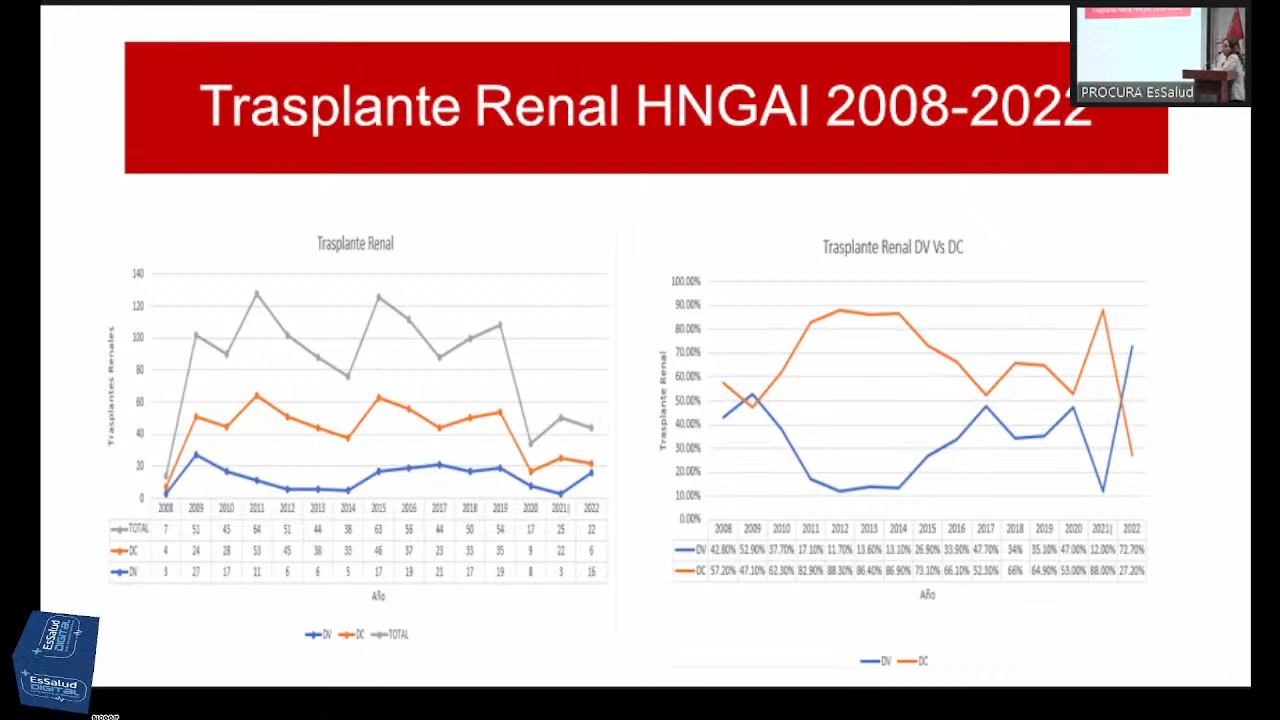 Trasplante Renal HNGAI 2008-2022
PROCURA EsSalud
Trasplante Renal
Trasplantes Renales
140
120
100
80
60
40
20
0
2008 2009 2010 2011 2012 2013 2014 2015 2016 2017 2018 2019 2020 2021| 2022
TOTAL 7 51 45 64 51 44 38 63 56 44 50 54 17 25 22
DC 4 24 28 53 45 38 33 46 37 23 33 35 9 22 6
DV 3 27 17 11 6 6 5 17 19 21 17 19 8 3 16
Año
DV DC TOTAL
Trasplante Renal DV Vs DC
Trasplante Renal
100.00%
90.00%
80.00%
70.00%
60.00%
50.00%
40.00%
30.00%
20.00%
10.00%
0.00%
2008 2009 2010 2011 2012 2013 2014 2015 2016 2017 2018 2019 2020 2021| 2022
DV 42.80% 52.90% 37.70% 17.10% 11.70% 13.60% 13.10% 26.90% 33.90% 47.70% 34% 35.10% 47.00% 12.00% 72.70%
DC 57.20% 47.10% 62.30% 82.90% 88.30% 86.40% 86.90% 73.10% 66.10% 52.30% 66% 64.90% 53.00% 88.00% 27.20%
Año
DV DC
EsSalud
DIGITAL
EsSalud
DIGITAL